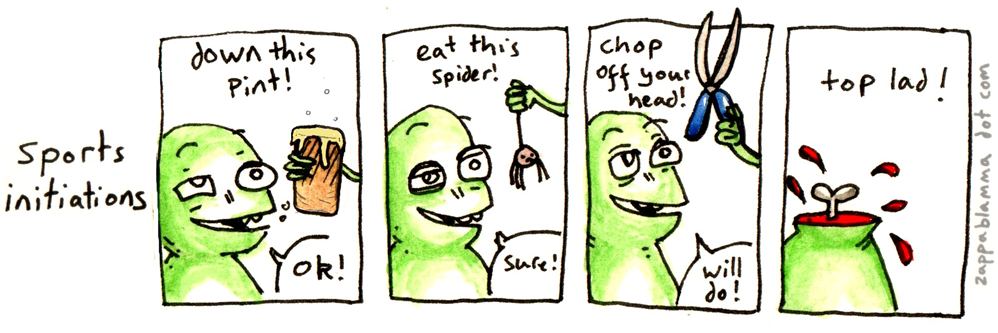 Sports
initiations
down this
pint!
ok!
eat this
spider!
sure!
chop
off your
head!
will
do!
top lad!
zappablamma dot com